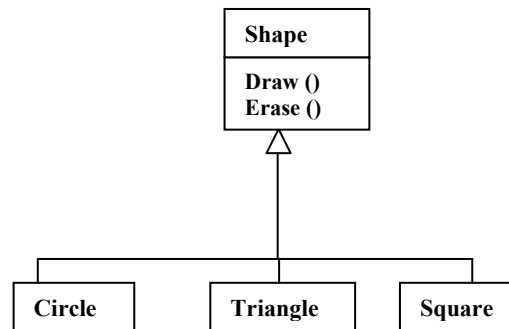 Shape
Draw ()
Erase ()
Circle
Triangle
Square